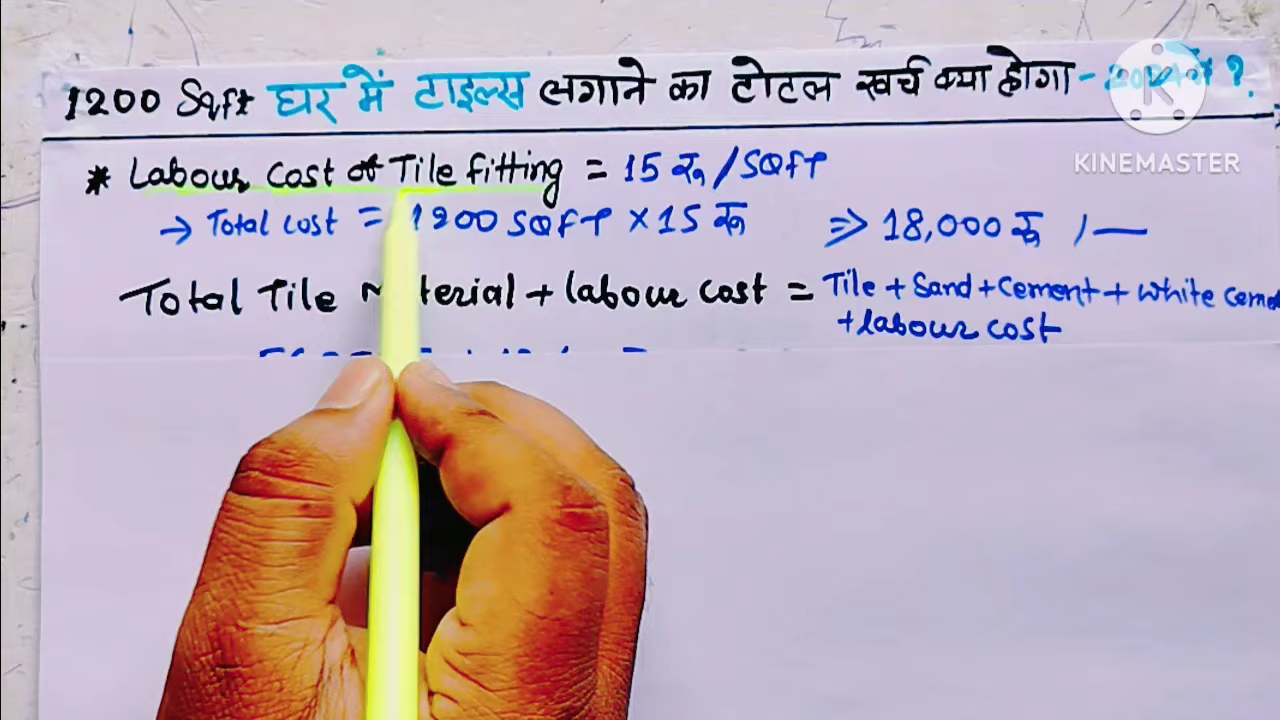 1200 Sqft घर में टाइल्स लगाने का टोटल खर्च क्या होगा - ?
KINEMASTER
* Labour cost of Tile fitting = 15 रू /SQFT
→ Total cost = 1200 SQFT × 15 रू ⇒ 18,000 रू /—
Total Tile Material + labour cost = Tile + Sand + Cement + White
+ labour cost